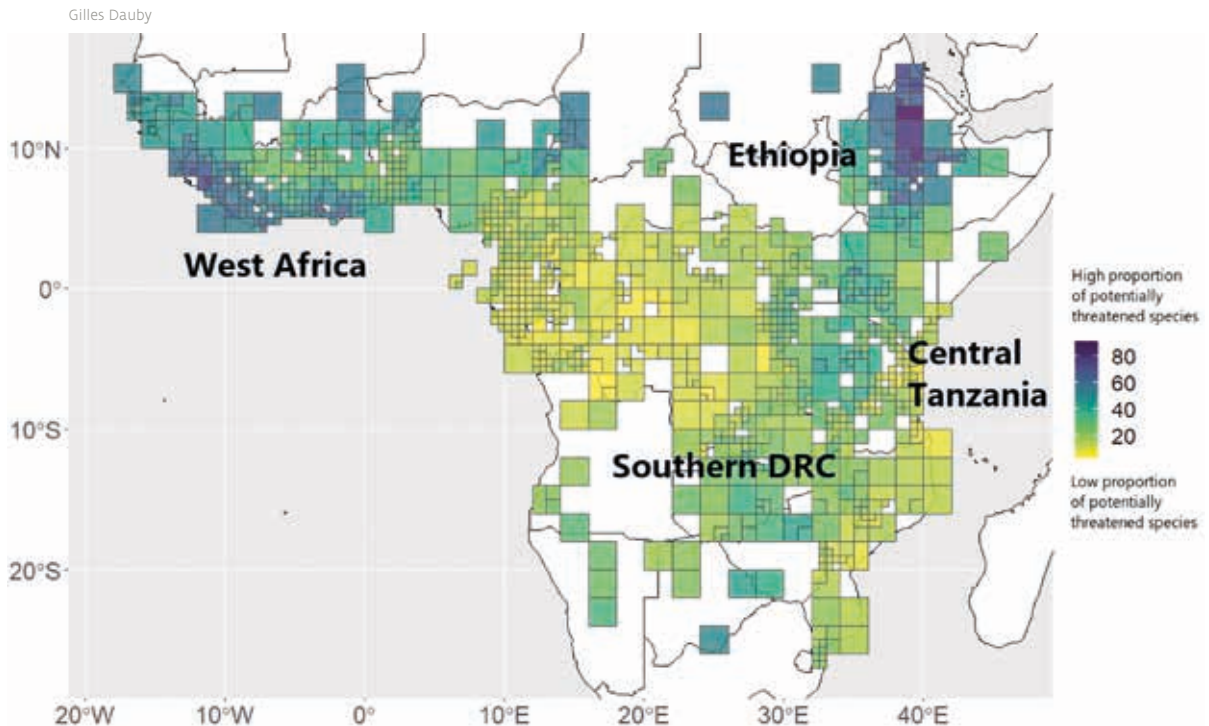 Gilles Dauby
10°N
0°
10°S
20°S
20°W
10°W
0°
10°E
20°E
30°E
40°E
Ethiopia
West Africa
Central
Tanzania
Southern DRC
High proportion
of potentially
threatened species
80
60
40
20
Low proportion
of potentially
threatened species